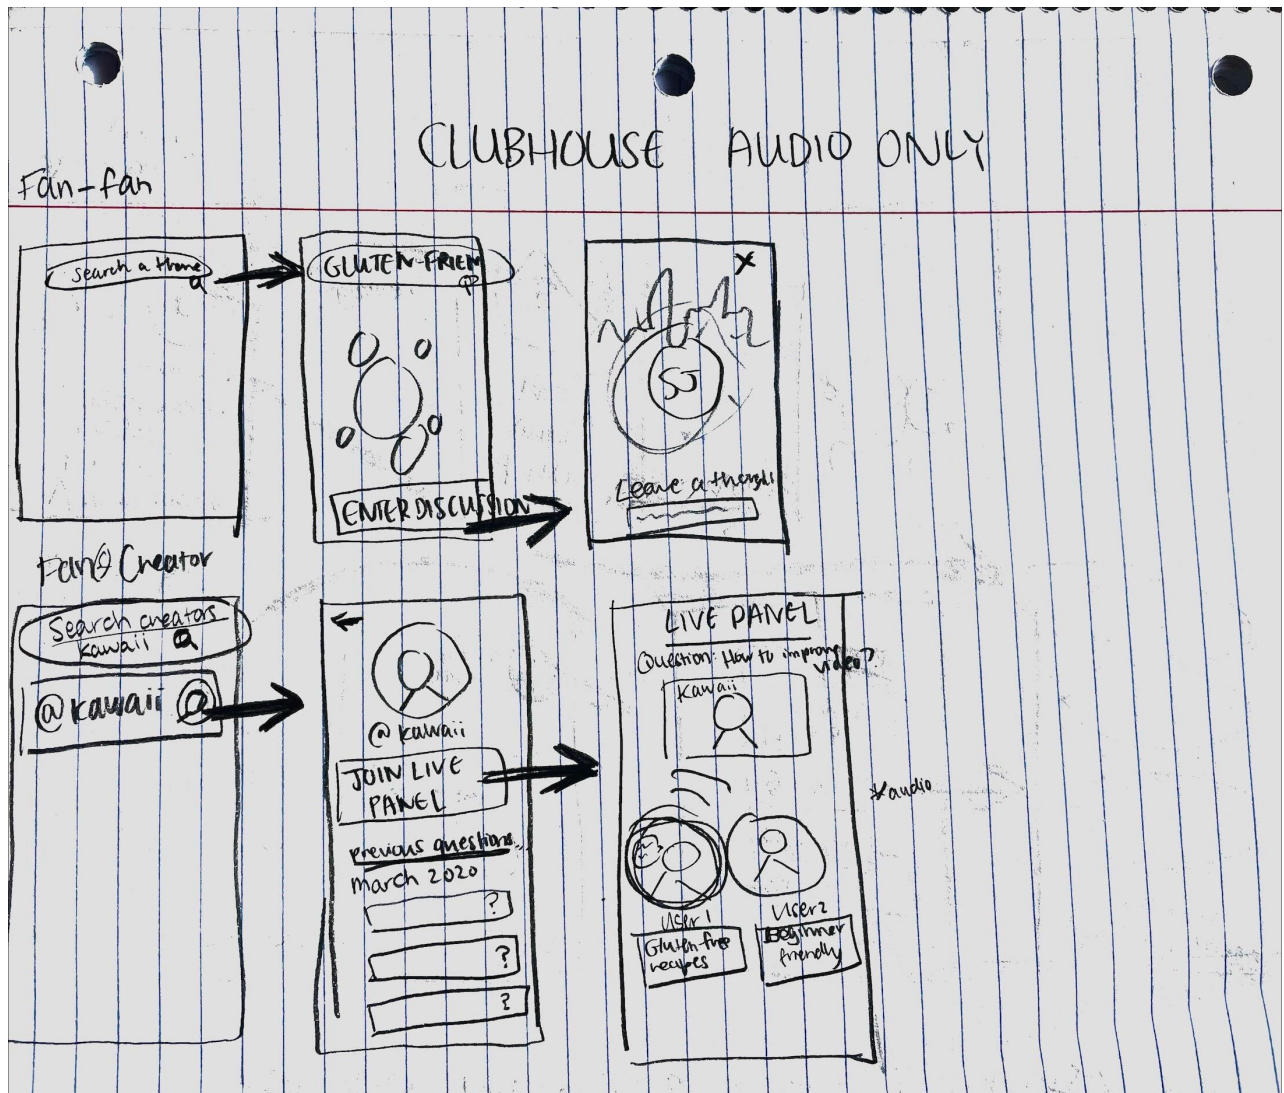 CLUBHOUSE AUDIO ONLY
Fan-fan
Search a theme
GLUTEN-FRIEN
ENTER DISCUSSION
X
SJ
Leave a thought
Fan Creator
Search creators
kawaii
@kawaii
@kawaii
JOIN LIVE
PANEL
previous questions..
March 2020
?
?
?
LIVE PANEL
Question: How to improve
video?
Kawaii
User 1
Gluten-free
recipes
User 2
Beginner
friendly
*audio